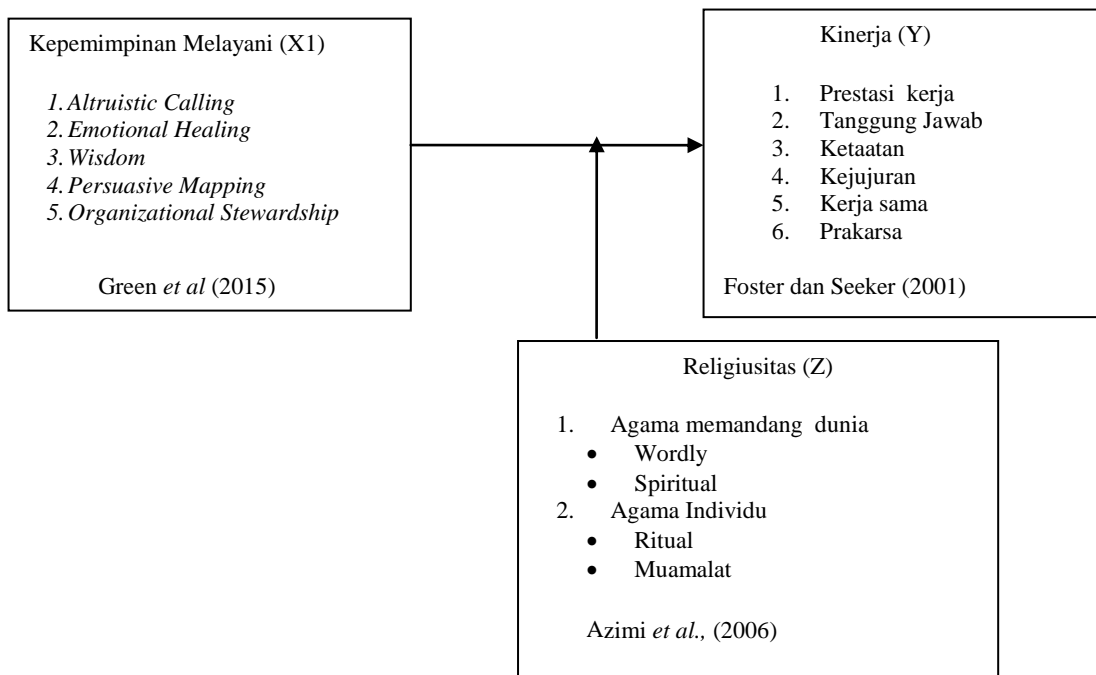 Kepemimpinan Melayani (X1)
1. Altruistic Calling
2. Emotional Healing
3. Wisdom
4. Persuasive Mapping
5. Organizational Stewardship
Green et al (2015)
Kinerja (Y)
1. Prestasi kerja
2. Tanggung Jawab
3. Ketaatan
4. Kejujuran
5. Kerja sama
6. Prakarsa
Foster dan Seeker (2001)
Religiusitas (Z)
1. Agama memandang dunia
• Wordly
• Spiritual
2. Agama Individu
• Ritual
• Muamalat
Azimi et al., (2006)